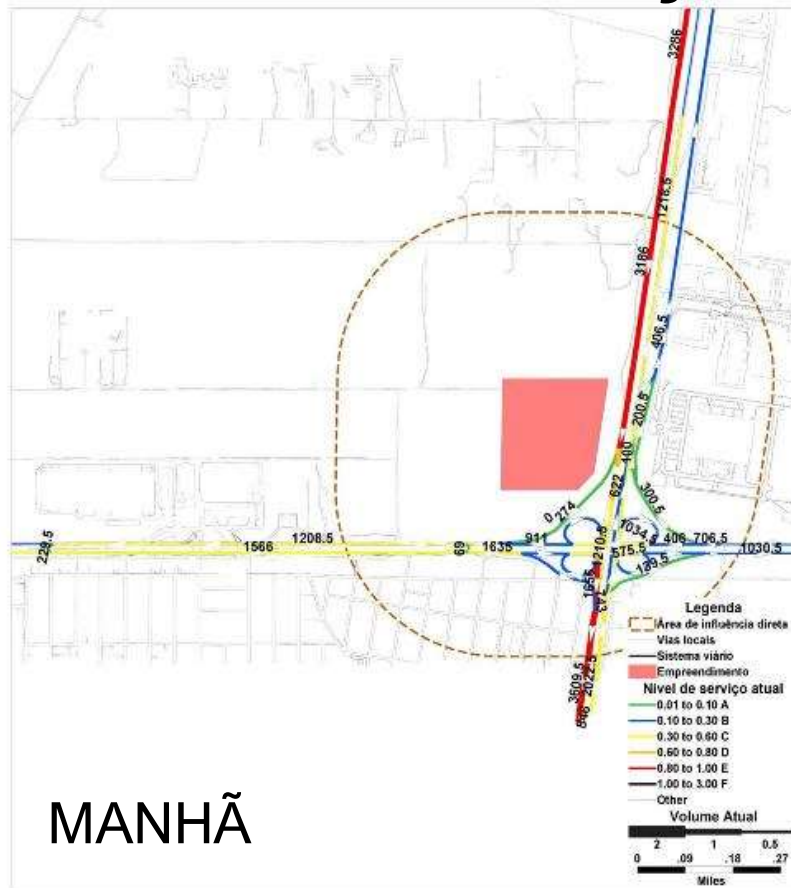 3286
1216.5
3186
406.5
200.5
100
622
300.5
0
274
1034.5
911
406
706.5
229.5
1566
1208.5
69
1635
1210.5
575.5
1030.5
139.5
1655
3609.5
2022.5
846
Legenda
Área de influência direta
Vias locais
Sistema viário
Empreendimento
Nível de serviço atual
0.01 to 0.10 A
0.10 to 0.30 B
0.30 to 0.60 C
0.60 to 0.80 D
0.80 to 1.00 E
1.00 to 3.00 F
Other
Volume Atual
2 1 0.5
0 .09 .18 .27
Miles
MANHÃ